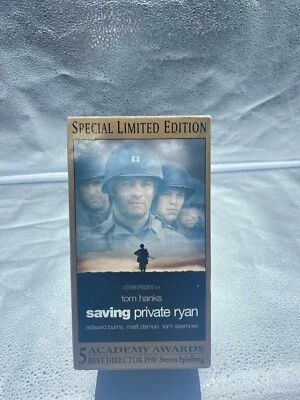 SPECIAL LIMITED EDITION
tom hanks
saving private ryan
edward burns matt damon tom sizemore
5 ACADEMY AWARDS
BEST DIRECTOR 1998 Steven Spielberg